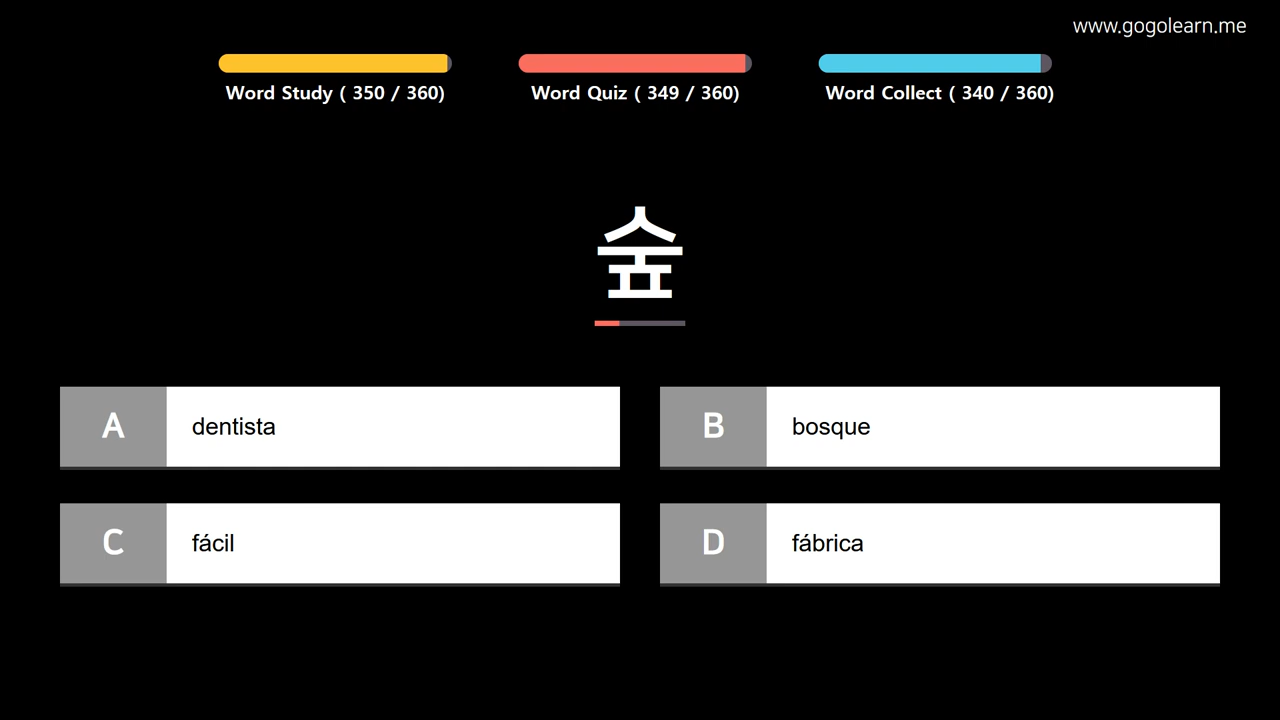 www.gogolearn.me
Word Study ( 350 / 360)
Word Quiz ( 349 / 360)
Word Collect ( 340 / 360)
숲
A dentista
B bosque
C fácil
D fábrica